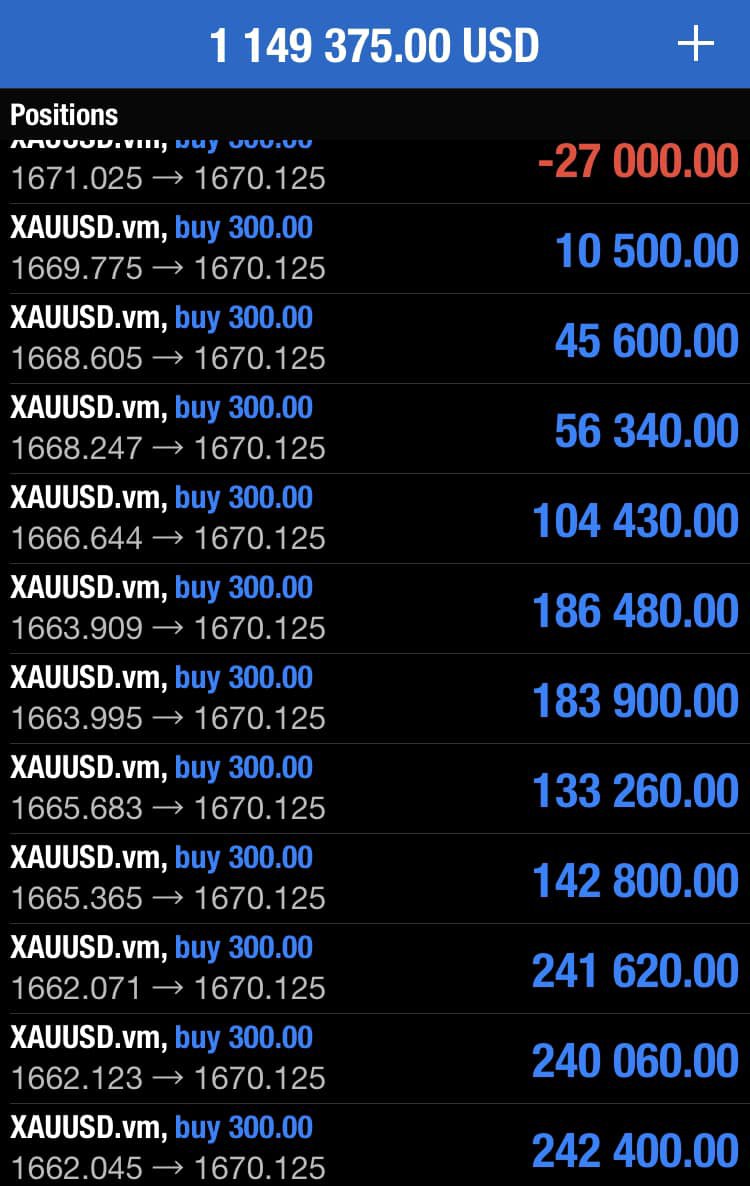 1 149 375.00 USD +
Positions
XAUUSD.vm, buy 300.00
1671.025 → 1670.125 -27 000.00
XAUUSD.vm, buy 300.00
1669.775 → 1670.125 10 500.00
XAUUSD.vm, buy 300.00
1668.605 → 1670.125 45 600.00
XAUUSD.vm, buy 300.00
1668.247 → 1670.125 56 340.00
XAUUSD.vm, buy 300.00
1666.644 → 1670.125 104 430.00
XAUUSD.vm, buy 300.00
1663.909 → 1670.125 186 480.00
XAUUSD.vm, buy 300.00
1663.995 → 1670.125 183 900.00
XAUUSD.vm, buy 300.00
1665.683 → 1670.125 133 260.00
XAUUSD.vm, buy 300.00
1665.365 → 1670.125 142 800.00
XAUUSD.vm, buy 300.00
1662.071 → 1670.125 241 620.00
XAUUSD.vm, buy 300.00
1662.123 → 1670.125 240 060.00
XAUUSD.vm, buy 300.00
1662.045 → 1670.125 242 400.00